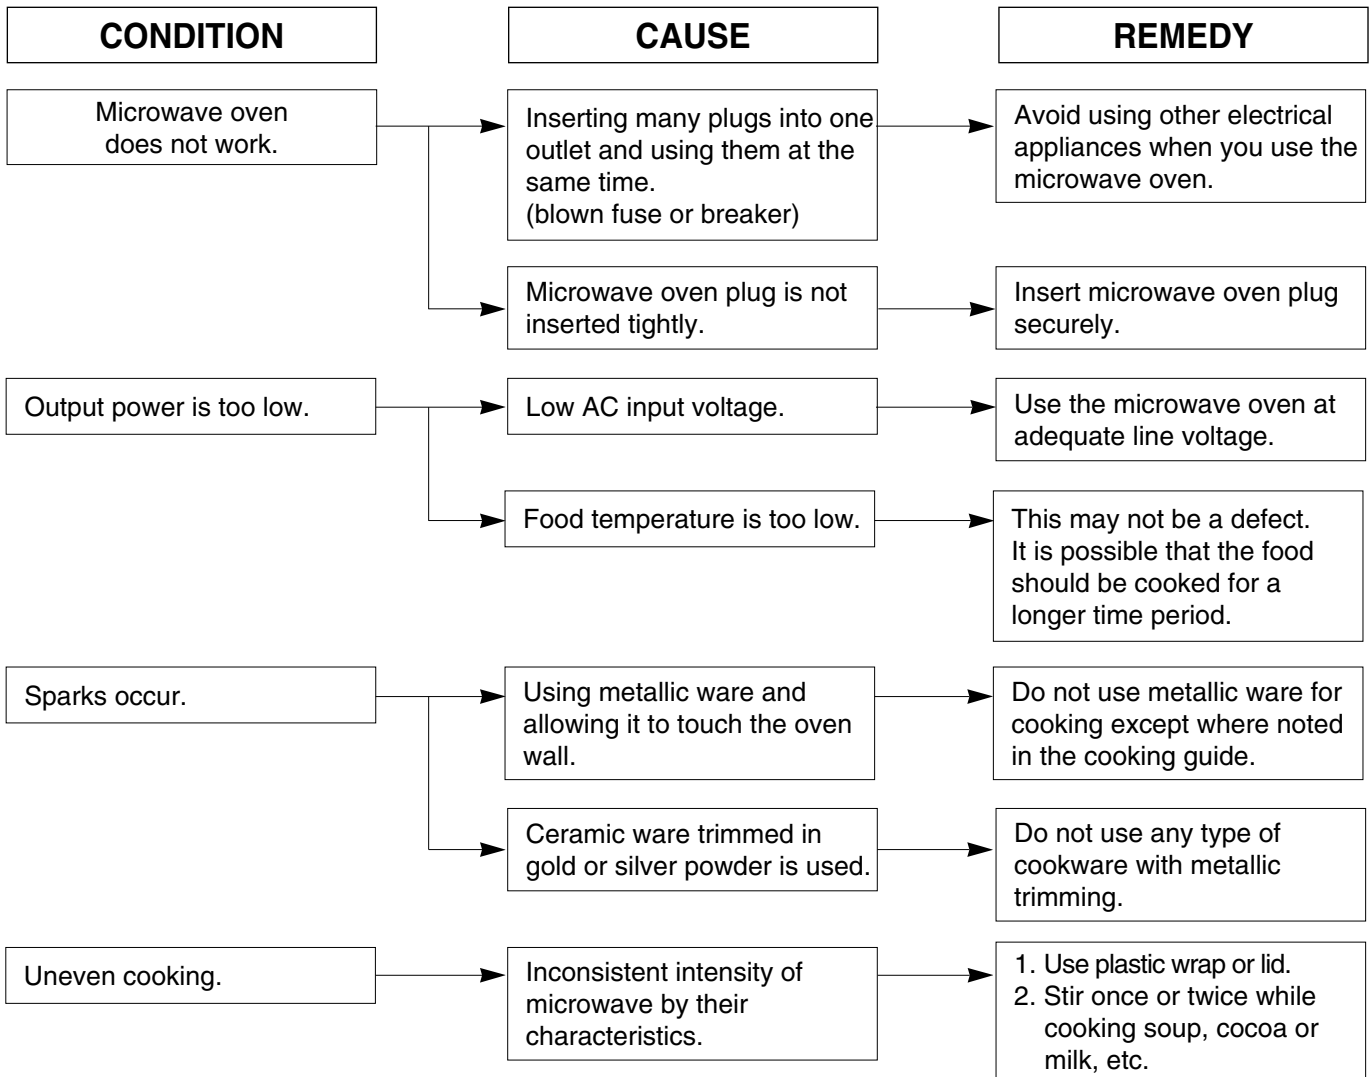 CONDITION
CAUSE
REMEDY
Microwave oven
does not work.
Inserting many plugs into one
outlet and using them at the
same time.
(blown fuse or breaker)
Avoid using other electrical
appliances when you use the
microwave oven.
Microwave oven plug is not
inserted tightly.
Insert microwave oven plug
securely.
Output power is too low.
Low AC input voltage.
Use the microwave oven at
adequate line voltage.
Food temperature is too low.
This may not be a defect.
It is possible that the food
should be cooked for a
longer time period.
Sparks occur.
Using metallic ware and
allowing it to touch the oven
wall.
Do not use metallic ware for
cooking except where noted
in the cooking guide.
Ceramic ware trimmed in
gold or silver powder is used.
Do not use any type of
cookware with metallic
trimming.
Uneven cooking.
Inconsistent intensity of
microwave by their
characteristics.
1. Use plastic wrap or lid.
2. Stir once or twice while
cooking soup, cocoa or
milk, etc.